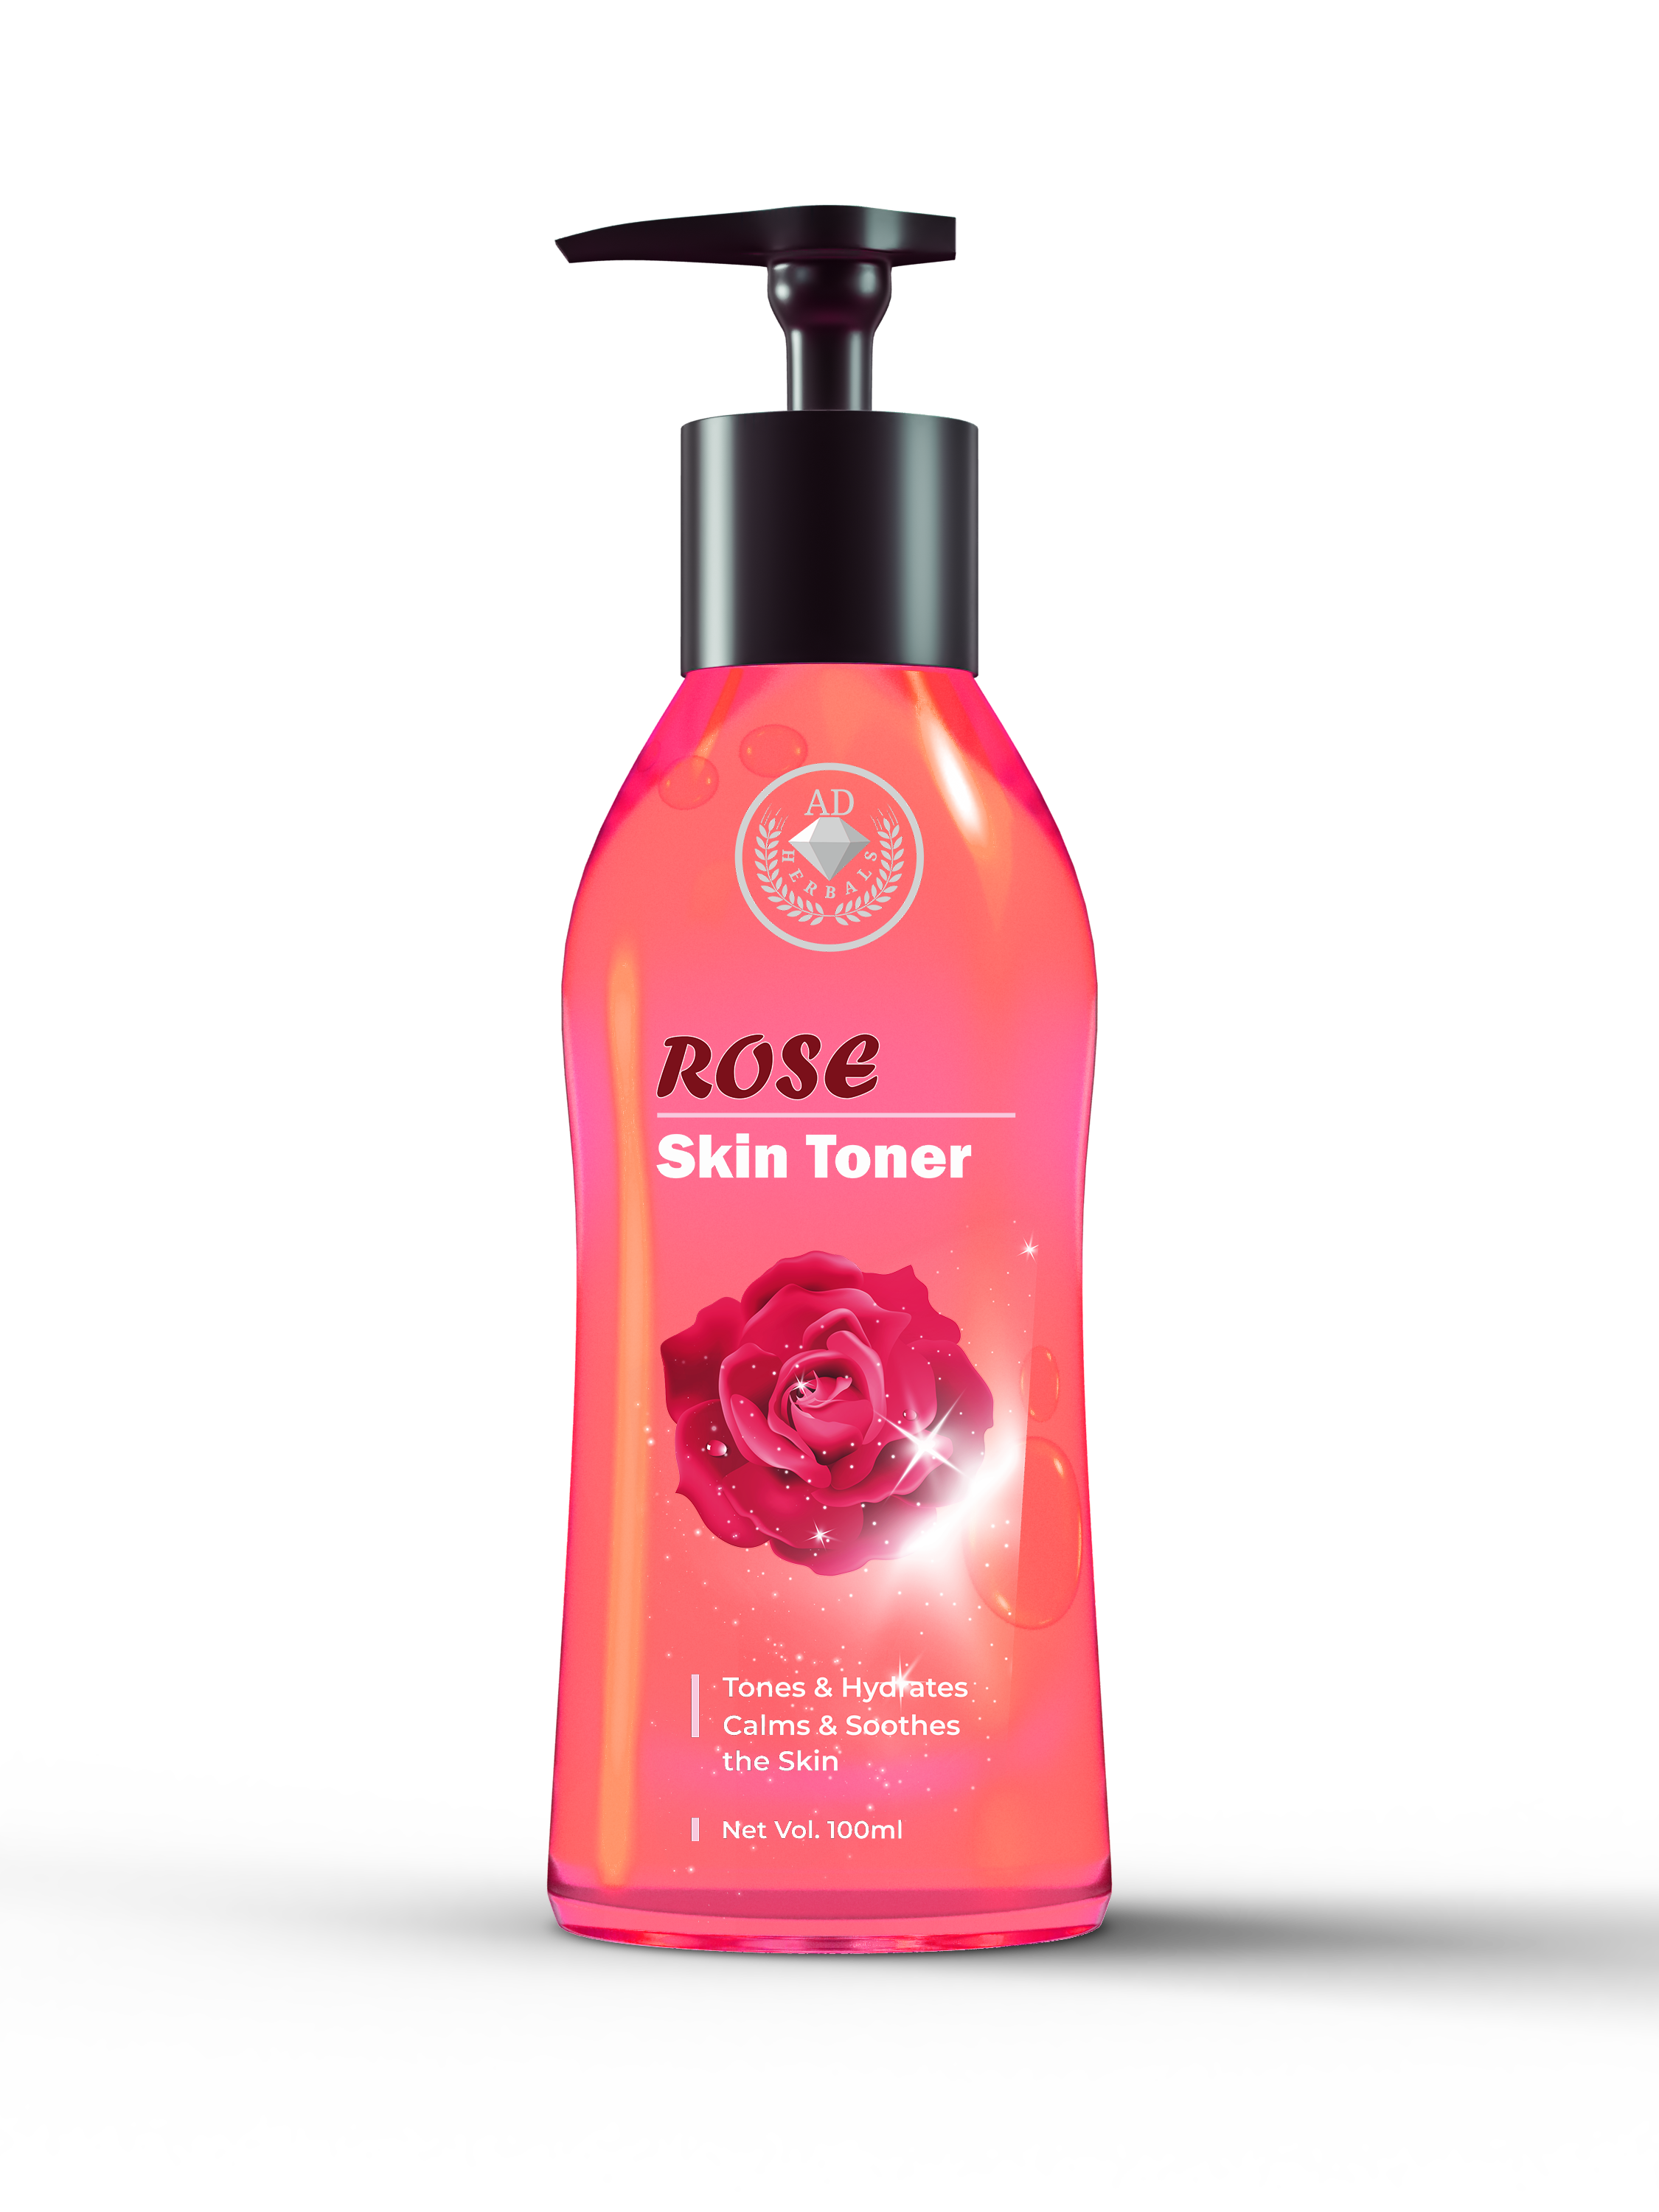 AD
HERBALS
ROSE
Skin Toner
Tones & Hydrates
Calms & Soothes
the Skin
Net Vol. 100ml